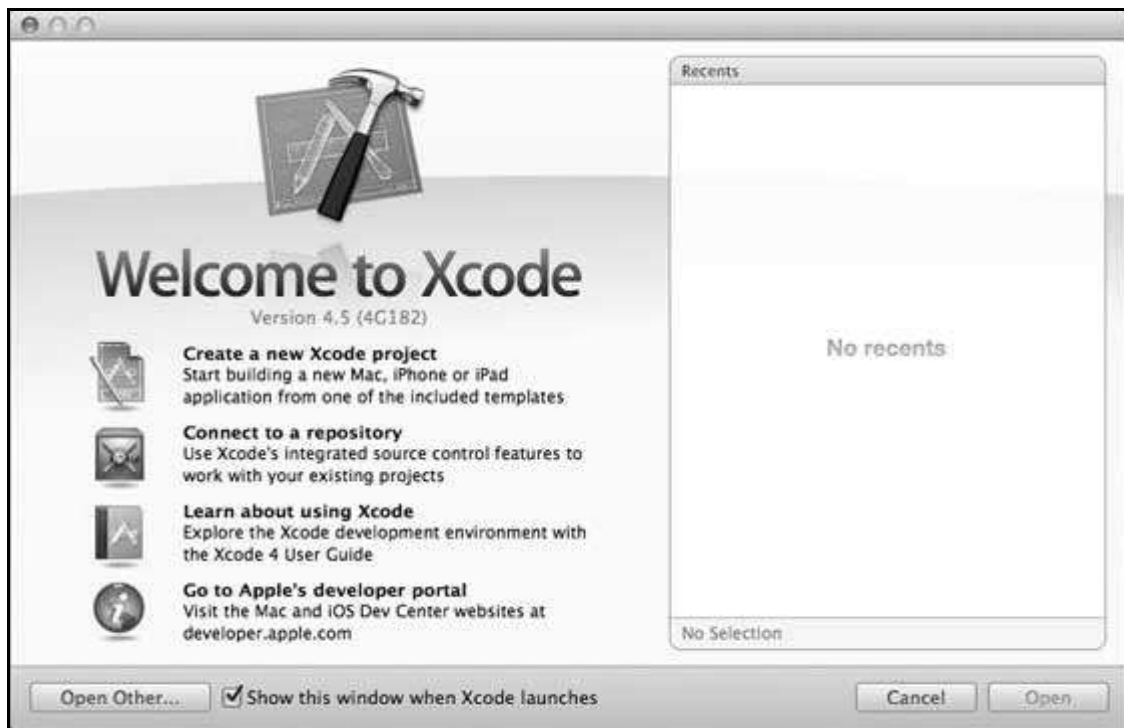 Recents
Welcome to Xcode
Version 4.5 (4G182)
Create a new Xcode project
Start building a new Mac, iPhone or iPad
application from one of the included templates
Connect to a repository
Use Xcode's integrated source control features to
work with your existing projects
Learn about using Xcode
Explore the Xcode development environment with
the Xcode 4 User Guide
Go to Apple's developer portal
Visit the Mac and iOS Dev Center websites at
developer.apple.com
No recents
No Selection
Open Other...
Show this window when Xcode launches
Cancel
Open